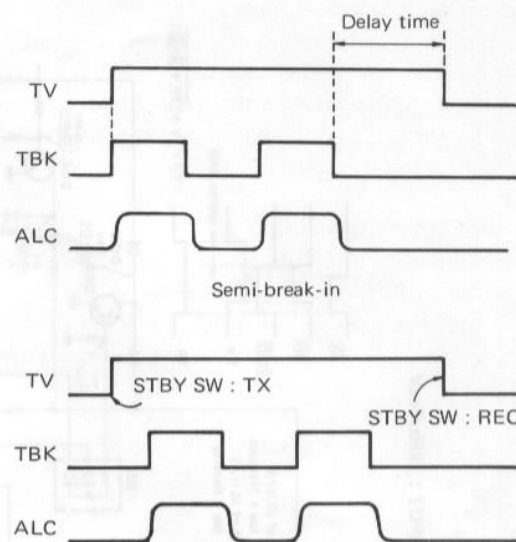 Delay time
TV
TBK
ALC
Semi-break-in
TV
STBY SW : TX
STBY SW : REC
TBK
ALC